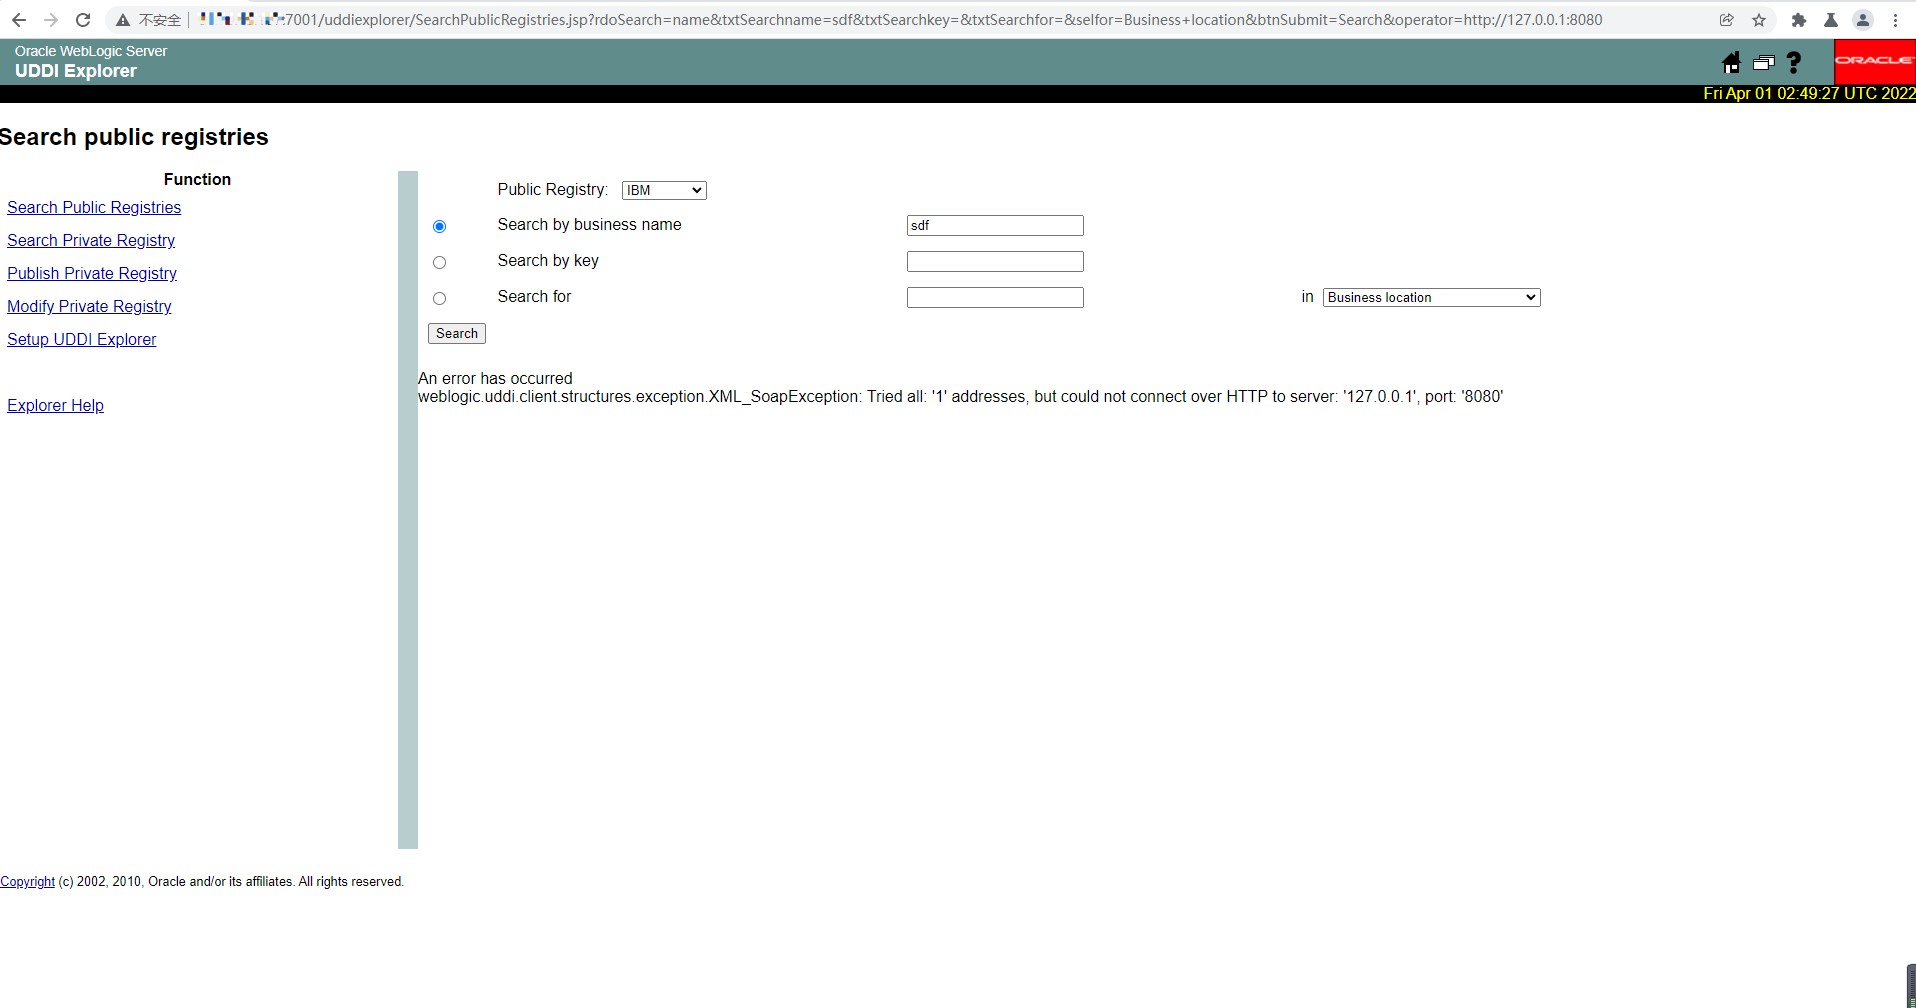 不安全
:7001/uddiexplorer/SearchPublicRegistries.jsp?rdoSearch=name&txtSearchname=sdf&txtSearchkey=&txtSearchfor=&selfor=Business+location&btnSubmit=Search&operator=http://127.0.0.1:8080
Oracle WebLogic Server
UDDI Explorer
ORACLE
Fri Apr 01 02:49:27 UTC 2022
Search public registries
Function
Search Public Registries
Search Private Registry
Publish Private Registry
Modify Private Registry
Setup UDDI Explorer
Explorer Help
Public Registry: IBM
Search by business name sdf
Search by key
Search for in Business location
Search
An error has occurred
weblogic.uddi.client.structures.exception.XML_SoapException: Tried all: '1' addresses, but could not connect over HTTP to server: '127.0.0.1', port: '8080'
Copyright (c) 2002, 2010, Oracle and/or its affiliates. All rights reserved.